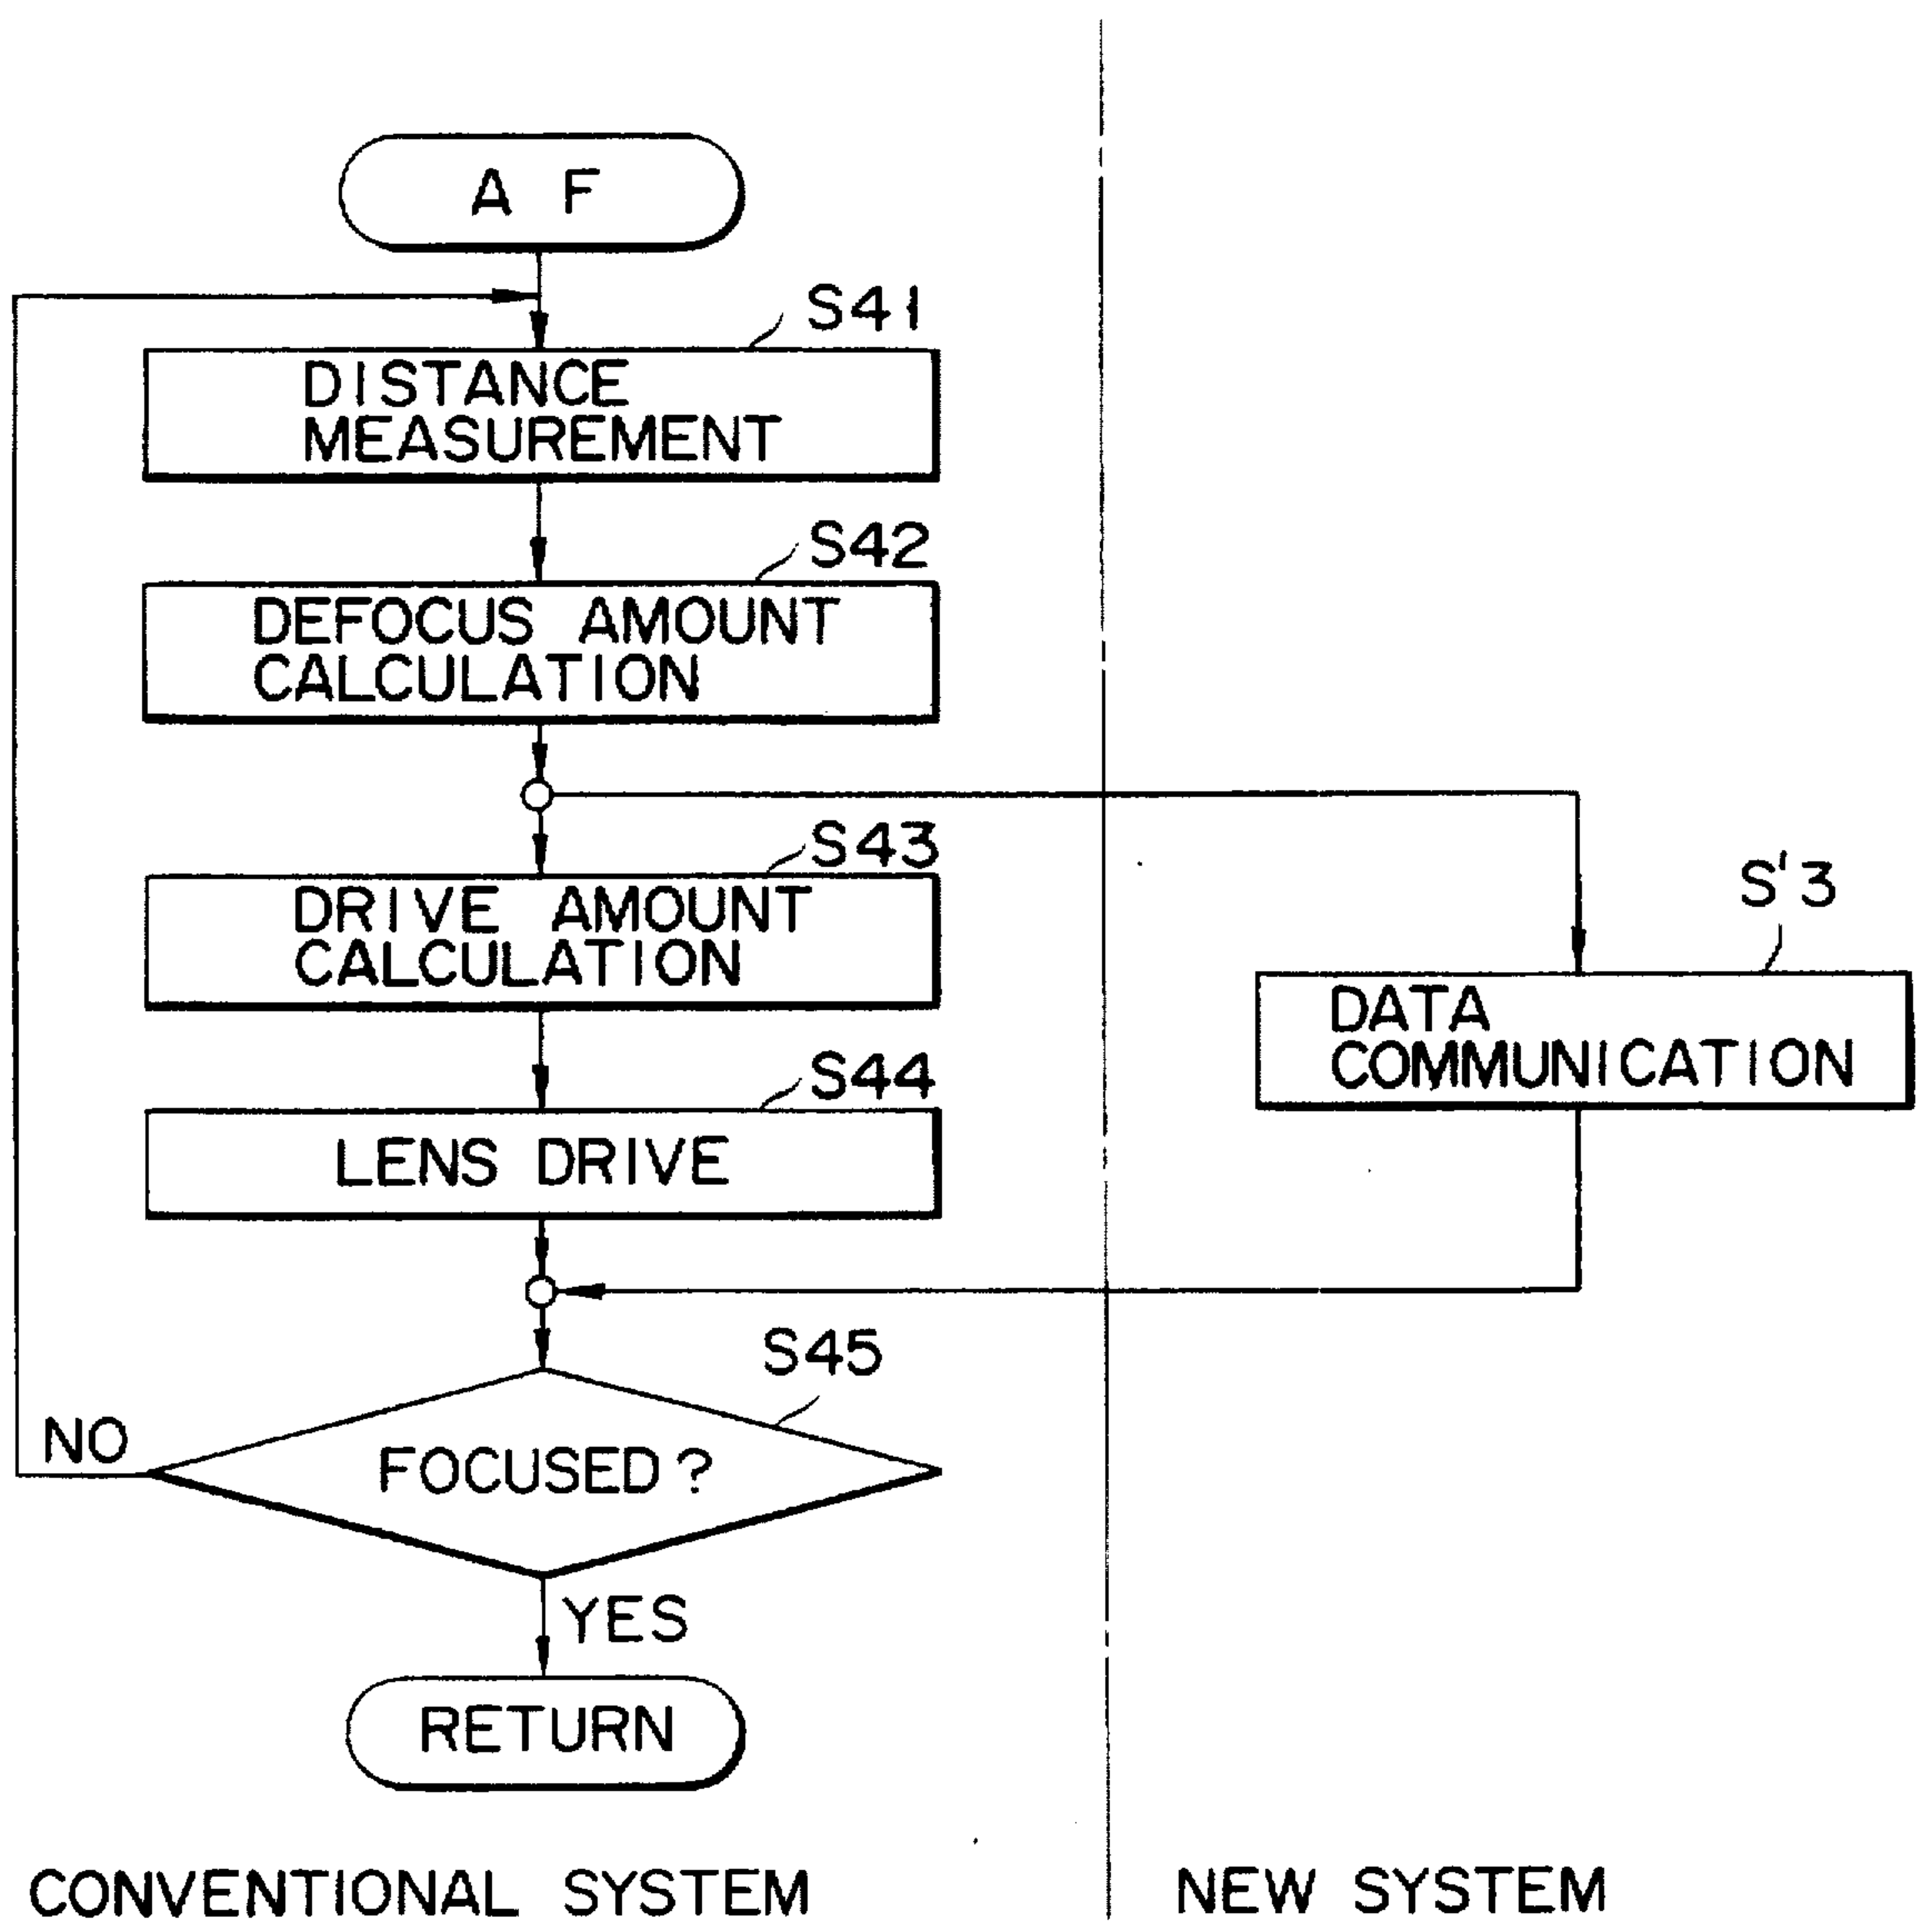 A F
S41
DISTANCE
MEASUREMENT
S42
DEFOCUS AMOUNT
CALCULATION
S43
DRIVE AMOUNT
CALCULATION
S'3
DATA
COMMUNICATION
S44
LENS DRIVE
S45
FOCUSED?
NO
YES
RETURN
CONVENTIONAL SYSTEM
NEW SYSTEM